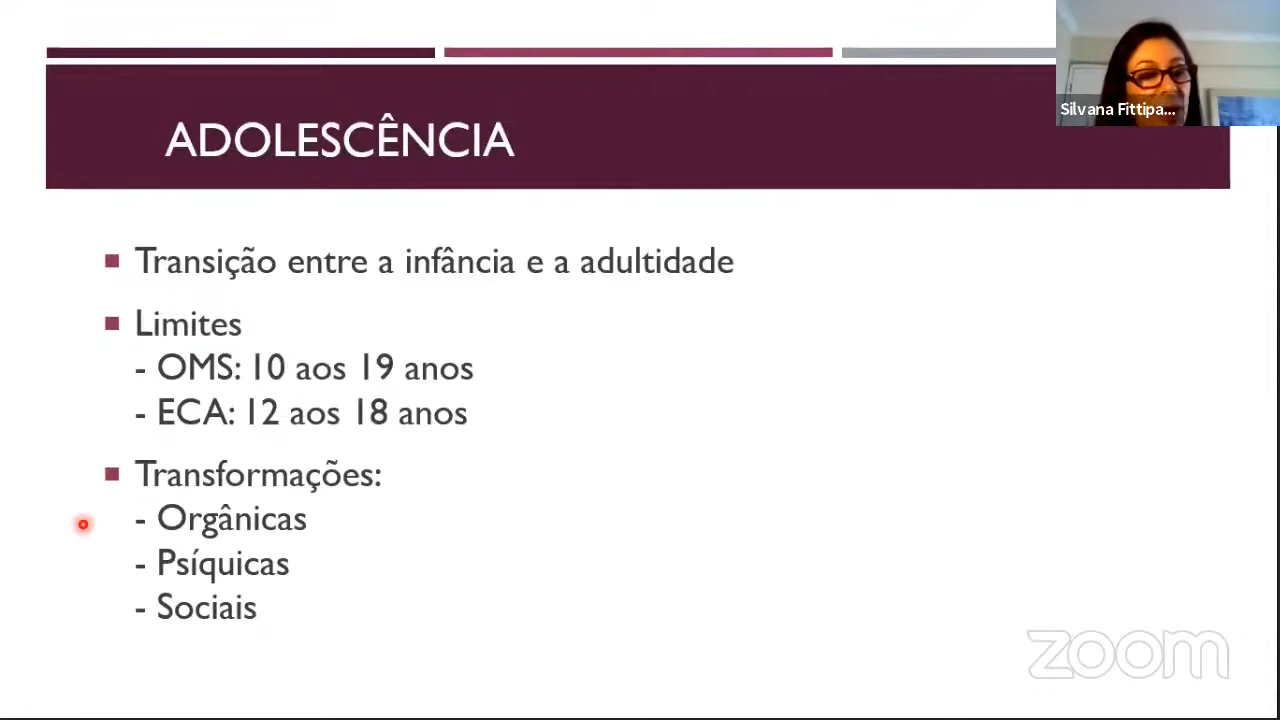 Silvana Fittipa...
ADOLESCÊNCIA
Transição entre a infância e a adultidade
Limites
- OMS: 10 aos 19 anos
- ECA: 12 aos 18 anos
Transformações:
- Orgânicas
- Psíquicas
- Sociais
zoom